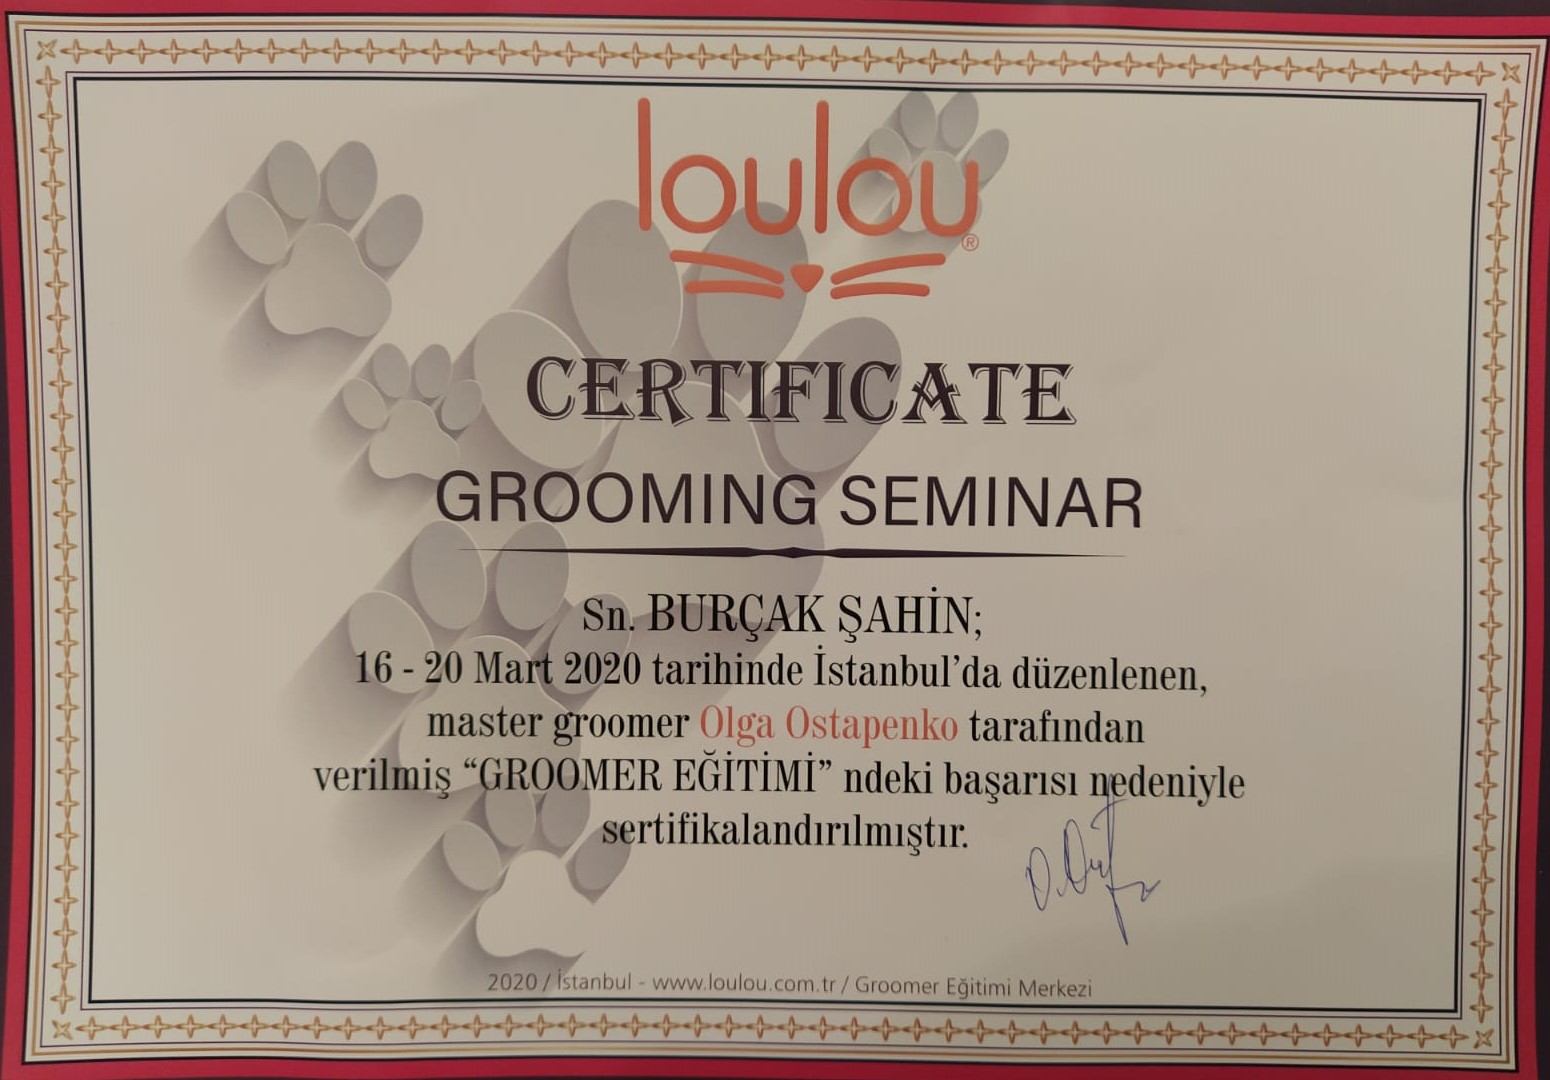 loulou®
CERTIFICATE
GROOMING SEMINAR
Sn. BURÇAK ŞAHİN;
16 - 20 Mart 2020 tarihinde İstanbul'da düzenlenen,
master groomer Olga Ostapenko tarafından
verilmiş “GROOMER EĞİTİMİ” ndeki başarısı nedeniyle
sertifikalandırılmıştır.
2020 / İstanbul - www.loulou.com.tr / Groomer Eğitimi Merkezi